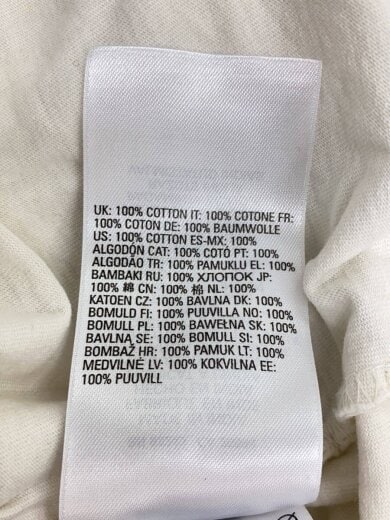 UK: 100% COTTON IT: 100% COTONE FR:
100% COTON DE: 100% BAUMWOLLE
US: 100% COTTON ES-MX: 100%
ALGODÓN CAT: 100% COTÓ PT: 100%
ALGODÃO TR: 100% PAMUKLU EL: 100%
BAMBAKI RU: 100% ХЛОПОК JP:
100% 綿 CN: 100% 棉 NL: 100%
KATOEN CZ: 100% BAVLNA DK: 100%
BOMULD FI: 100% PUUVILLA NO: 100%
BOMULL PL: 100% BAWEŁNA SK: 100%
BAVLNA SE: 100% BOMULL SI: 100%
BOMBAŽ HR: 100% PAMUK LT: 100%
MEDVILNĖ LV: 100% KOKVILNA EE:
100% PUUVILL